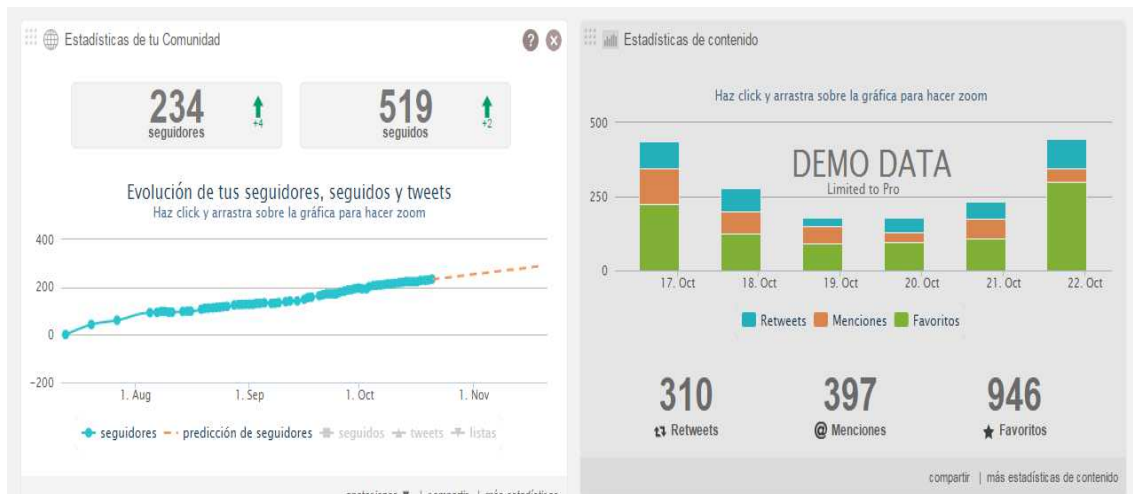 Estadísticas de tu Comunidad
? x
234
seguidores
+4
519
seguidos
+2
Evolución de tus seguidores, seguidos y tweets
Haz click y arrastra sobre la gráfica para hacer zoom
400
200
0
-200
1. Aug 1. Sep 1. Oct 1. Nov
seguidores predicción de seguidores seguidos tweets listas
compartir | más estadísticas
Estadísticas de contenido
Haz click y arrastra sobre la gráfica para hacer zoom
500
250
0
DEMO DATA
Limited to Pro
17. Oct 18. Oct 19. Oct 20. Oct 21. Oct 22. Oct
Retweets Menciones Favoritos
310
Retweets
397
@ Menciones
946
Favoritos
compartir | más estadísticas de contenido